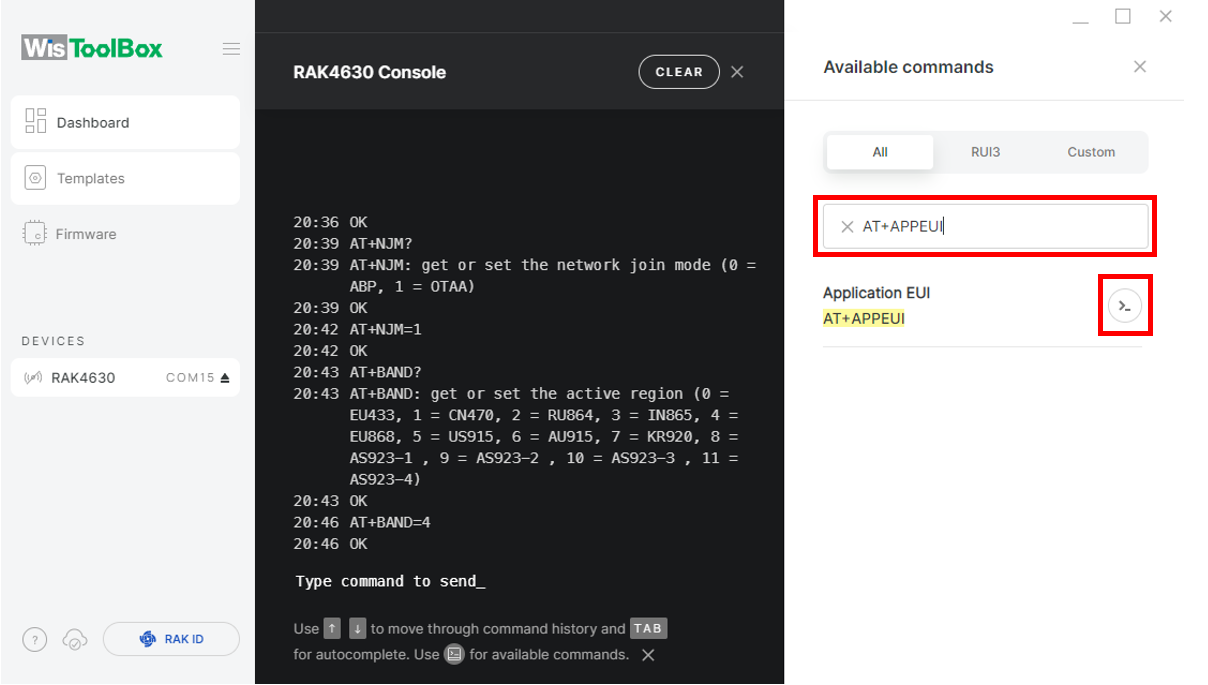 WisToolBox
Dashboard
Templates
Firmware
DEVICES
RAK4630 COM15
?
RAK ID
RAK4630 Console
CLEAR
20:36 OK
20:39 AT+NJM?
20:39 AT+NJM: get or set the network join mode (0 =
ABP, 1 = OTAA)
20:39 OK
20:42 AT+NJM=1
20:42 OK
20:43 AT+BAND?
20:43 AT+BAND: get or set the active region (0 =
EU433, 1 = CN470, 2 = RU864, 3 = IN865, 4 =
EU868, 5 = US915, 6 = AU915, 7 = KR920, 8 =
AS923-1 , 9 = AS923-2 , 10 = AS923-3 , 11 =
AS923-4)
20:43 OK
20:46 AT+BAND=4
20:46 OK
Type command to send_
Use ↑ ↓ to move through command history and TAB
for autocomplete. Use for available commands.
Available commands
All RUI3 Custom
AT+APPEUI
Application EUI
AT+APPEUI